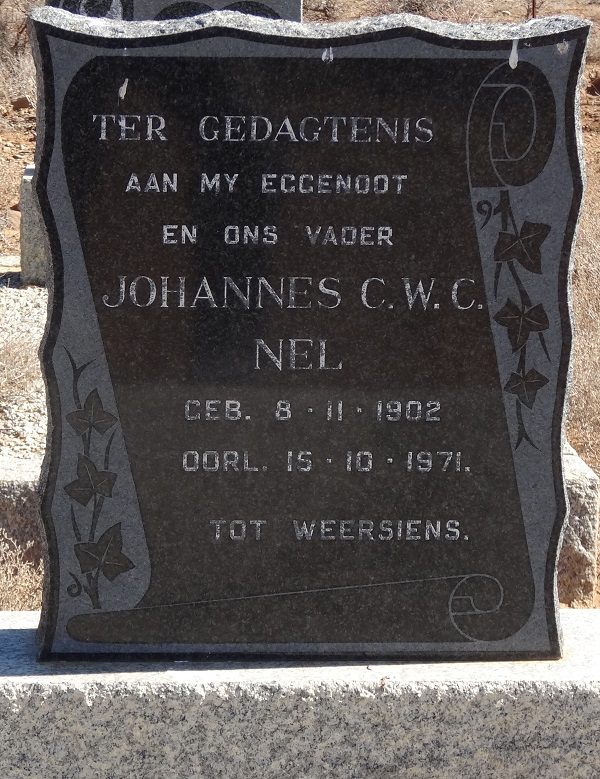 TER GEDAGTENIS
AAN MY EGGENOOT
EN ONS VADER
JOHANNES C.W.C.
NEL
GEB. 8 · 11 · 1902
OORL. 15 · 10 · 1971.
TOT WEERSIENS.